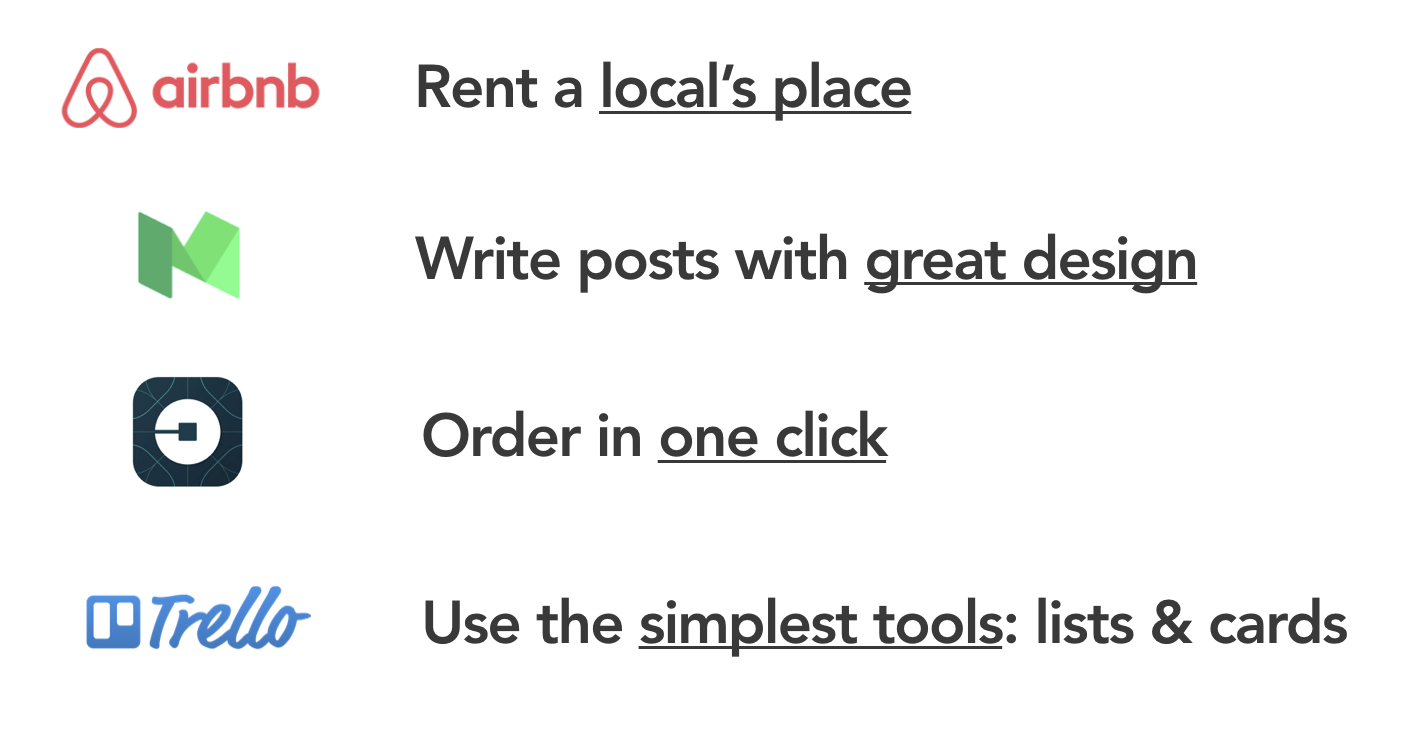 airbnb
Rent a local’s place
Write posts with great design
Order in one click
Trello
Use the simplest tools: lists & cards